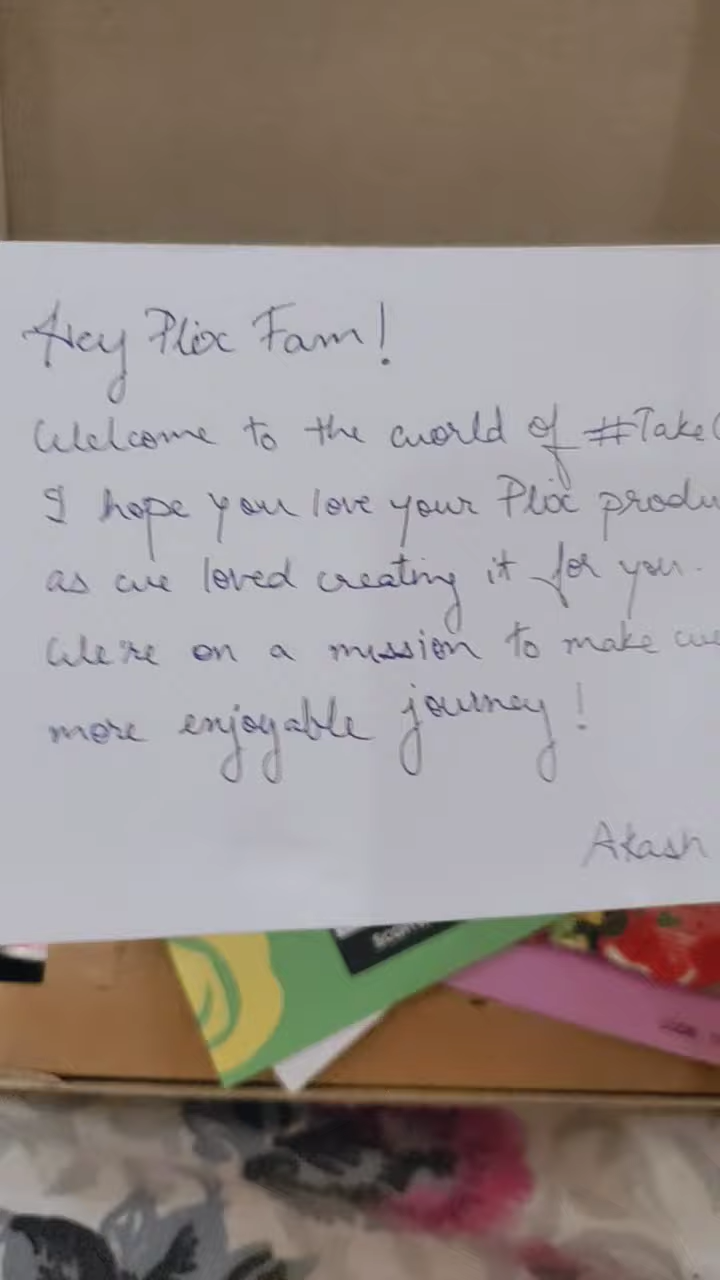 Hey Plix Fam!
Welcome to the world of #Take
I hope you love your Plix produ
as we loved creating it for you.
We're on a mission to make we
more enjoyable journey!
Akash